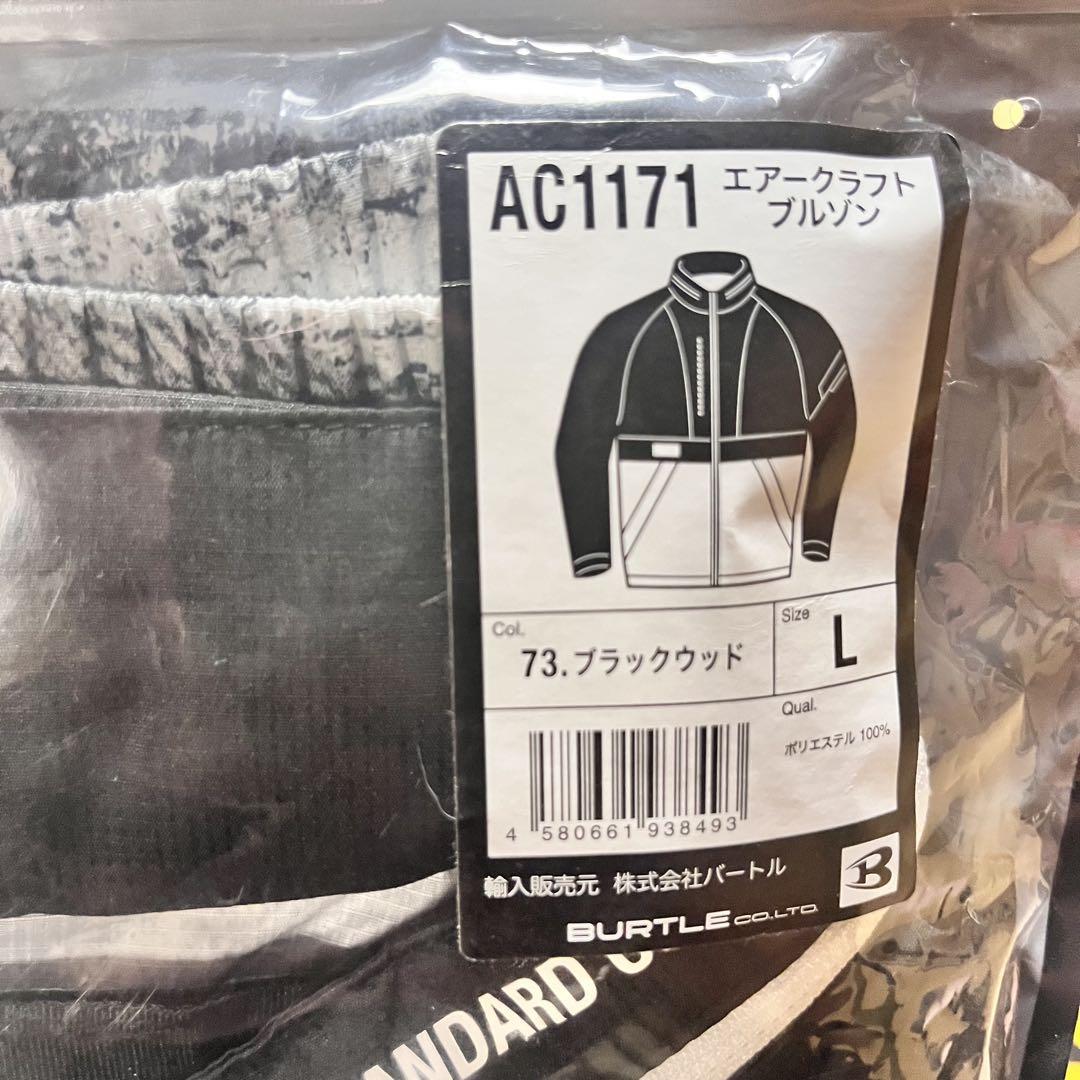 AC1171
エアークラフト
ブルゾン
Col.
73.ブラックウッド
Size
L
Qual.
ポリエステル 100%
4 580661 938493
輸入販売元 株式会社バートル
B
BURTLE CO.LTD.